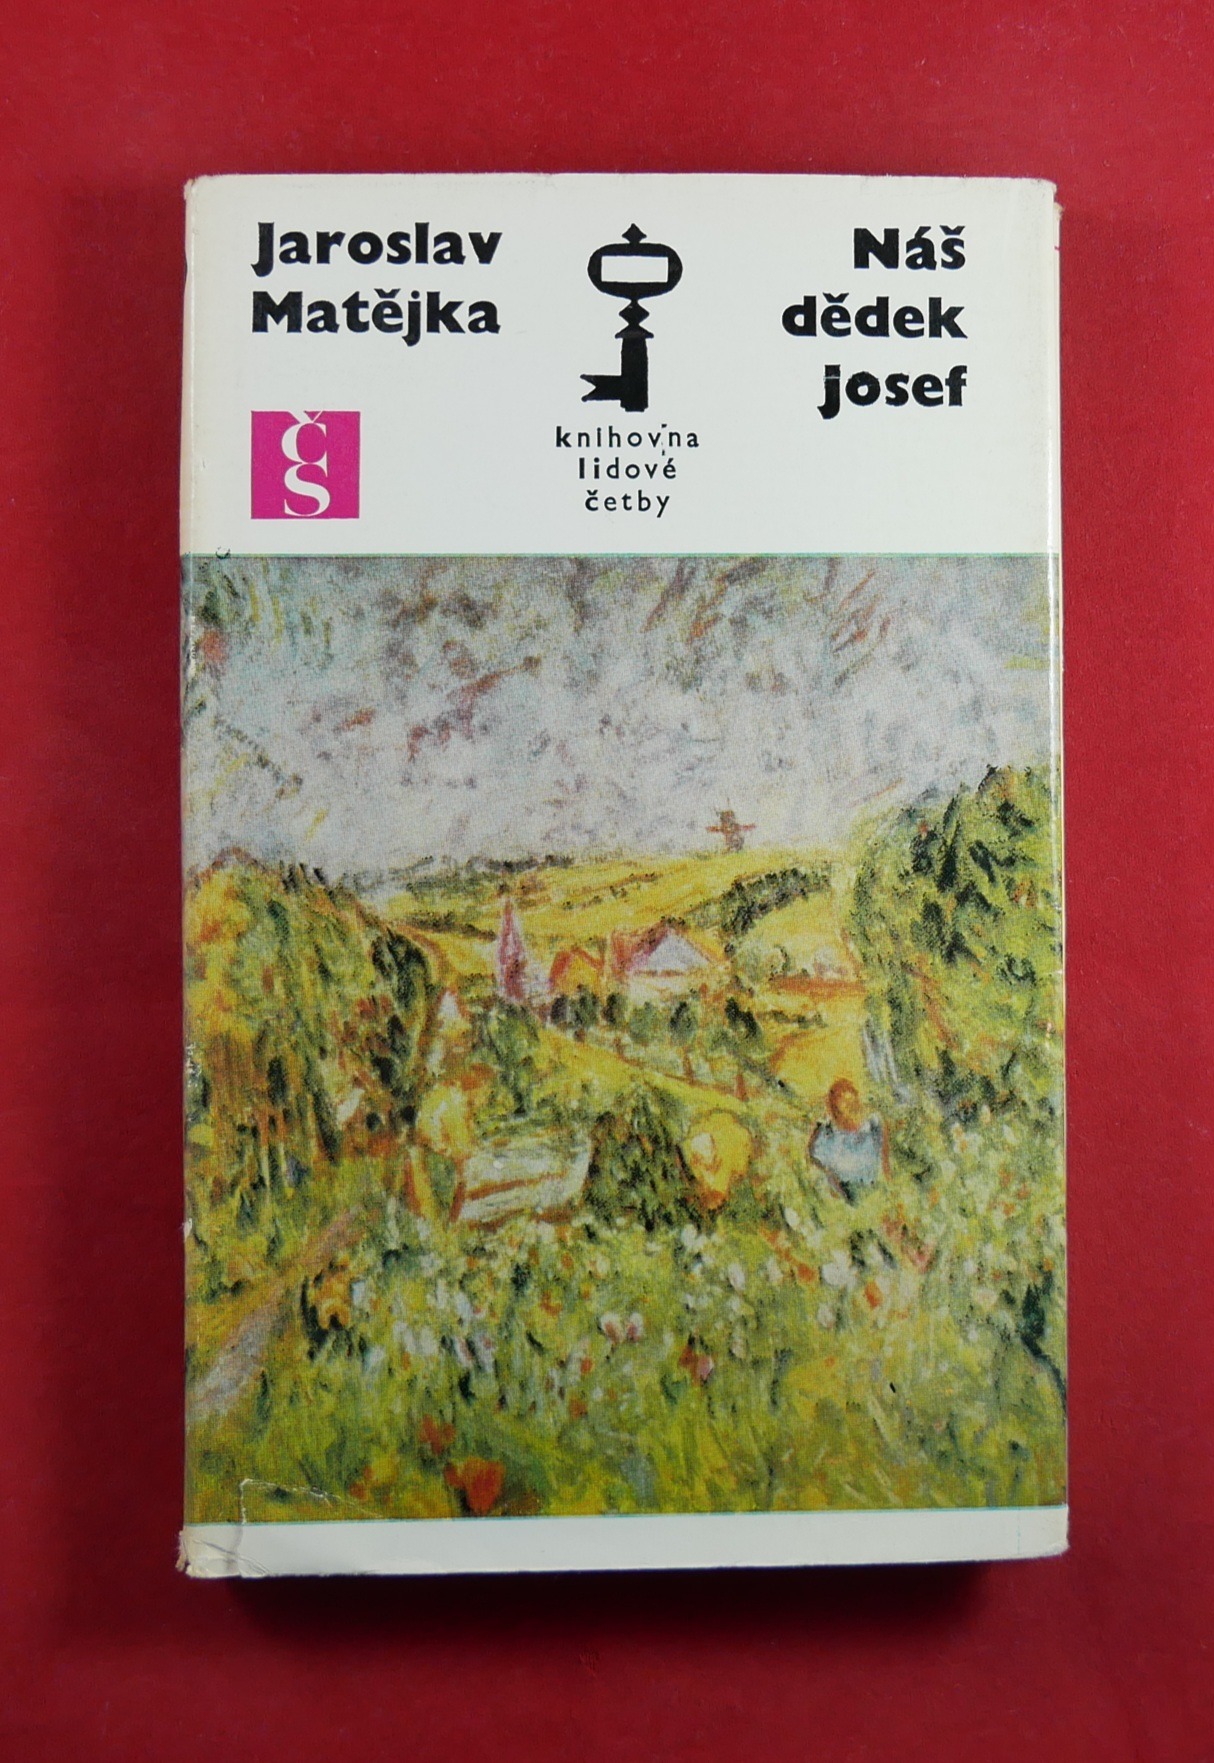 Jaroslav
Matějka
Náš
dědek
josef
ČS
knihovna
lidové
četby